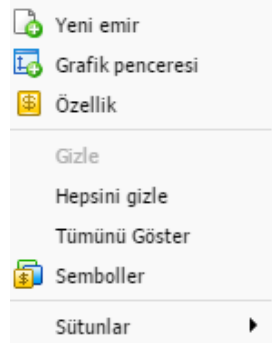 Yeni emir
Grafik penceresi
Özellik
Gizle
Hepsini gizle
Tümünü Göster
Semboller
Sütunlar